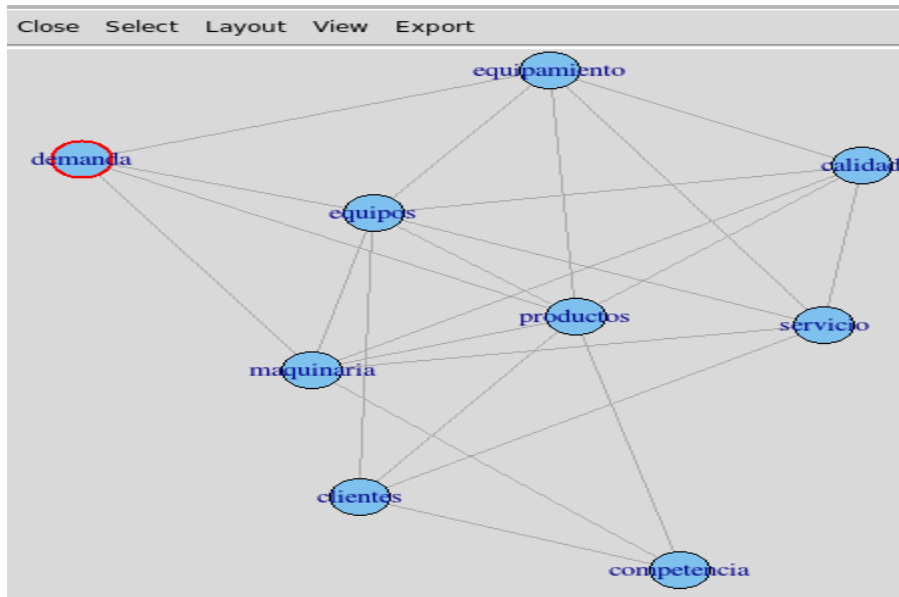 Close Select Layout View Export
equipamiento
demanda
calidad
equipos
productos
servicio
maquinaria
clientes
competencia